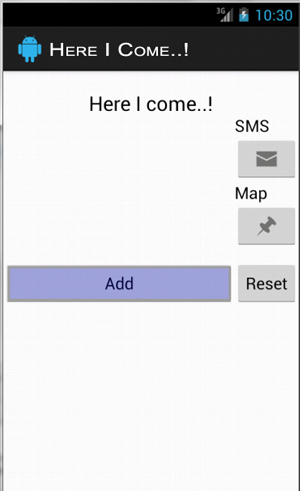 3G 10:30
Here I Come..!
Here I come..!
SMS
Map
Add Reset